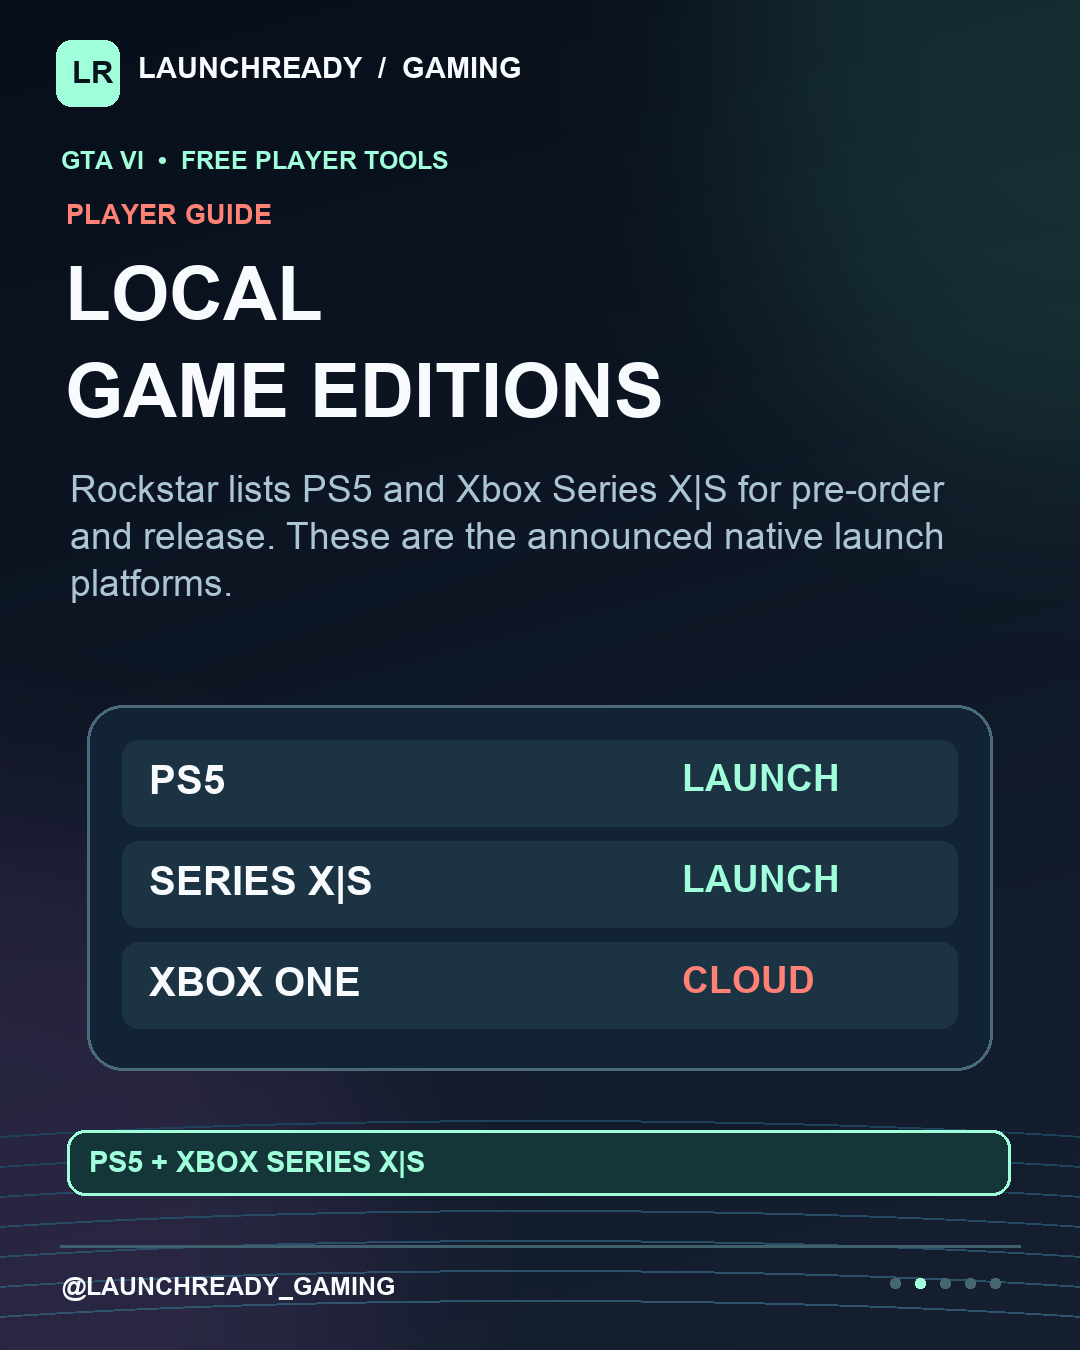 LR LAUNCHREADY / GAMING
GTA VI • FREE PLAYER TOOLS
PLAYER GUIDE
LOCAL
GAME EDITIONS
Rockstar lists PS5 and Xbox Series X|S for pre-order
and release. These are the announced native launch
platforms.
PS5 LAUNCH
SERIES X|S LAUNCH
XBOX ONE CLOUD
PS5 + XBOX SERIES X|S
@LAUNCHREADY_GAMING